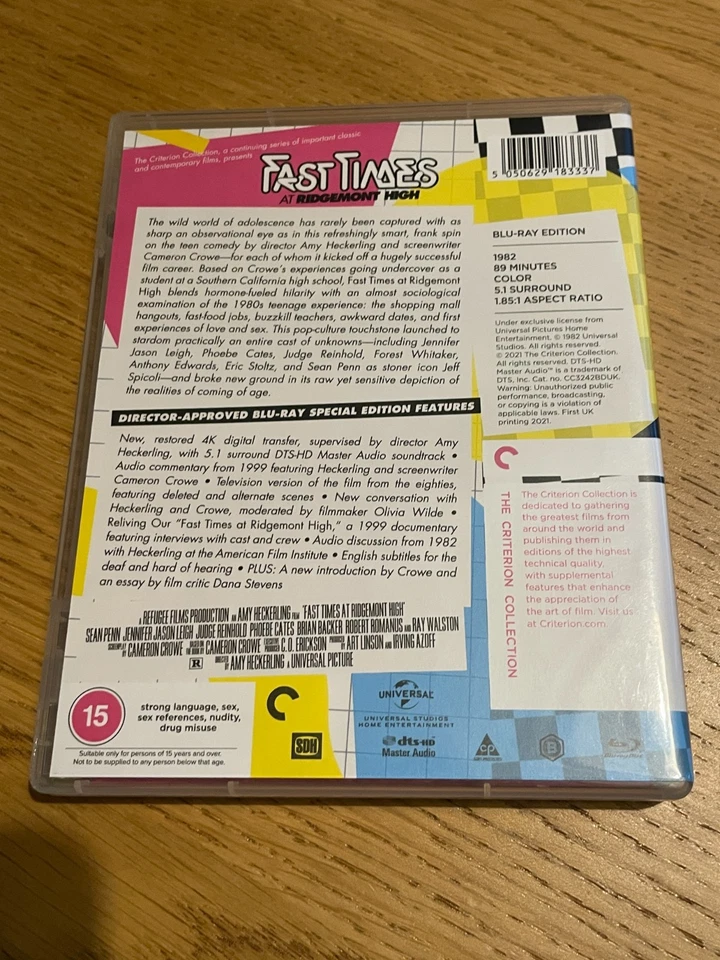 The Criterion Collection, a continuing series of important classic
and contemporary films, presents
FAST TIMES
AT RIDGEMONT HIGH
The wild world of adolescence has rarely been captured with as
sharp an observational eye as in this refreshingly smart, frank spin
on the teen comedy by director Amy Heckerling and screenwriter
Cameron Crowe—for each of whom it kicked off a hugely successful
film career. Based on Crowe's experiences going undercover as a
student at a Southern California high school, Fast Times at Ridgemont
High blends hormone-fueled hilarity with an almost sociological
examination of the 1980s teenage experience: the shopping mall
hangouts, fast-food jobs, buzzkill teachers, awkward dates, and first
experiences of love and sex. This pop-culture touchstone launched to
stardom practically an entire cast of unknowns—including Jennifer
Jason Leigh, Phoebe Cates, Judge Reinhold, Forest Whitaker,
Anthony Edwards, Eric Stoltz, and Sean Penn as stoner icon Jeff
Spicoli—and broke new ground in its raw yet sensitive depiction of
the realities of coming of age.
DIRECTOR-APPROVED BLU-RAY SPECIAL EDITION FEATURES
New, restored 4K digital transfer, supervised by director Amy
Heckerling, with 5.1 surround DTS-HD Master Audio soundtrack •
Audio commentary from 1999 featuring Heckerling and screenwriter
Cameron Crowe • Television version of the film from the eighties,
featuring deleted and alternate scenes • New conversation with
Heckerling and Crowe, moderated by filmmaker Olivia Wilde •
Reliving Our "Fast Times at Ridgemont High," a 1999 documentary
featuring interviews with cast and crew • Audio discussion from 1982
with Heckerling at the American Film Institute • English subtitles for the
deaf and hard of hearing • PLUS: A new introduction by Crowe and
an essay by film critic Dana Stevens
A REFUGEE FILMS PRODUCTION AN AMY HECKERLING FILM "FAST TIMES AT RIDGEMONT HIGH"
SEAN PENN JENNIFER JASON LEIGH JUDGE REINHOLD PHOEBE CATES BRIAN BACKER ROBERT ROMANUS AND RAY WALSTON
SCREENPLAY BY CAMERON CROWE BASED ON THE BOOK BY CAMERON CROWE EXECUTIVE PRODUCER C.O. ERICKSON PRODUCED BY ART LINSON AND IRVING AZOFF
R DIRECTED BY AMY HECKERLING A UNIVERSAL PICTURE
15
strong language, sex,
sex references, nudity,
drug misuse
Suitable only for persons of 15 years and over.
Not to be supplied to any person below that age.
SDH
UNIVERSAL
UNIVERSAL STUDIOS
HOME ENTERTAINMENT
dts-HD
Master Audio
cp
B
5 050629 183337
BLU-RAY EDITION
1982
89 MINUTES
COLOR
5.1 SURROUND
1.85:1 ASPECT RATIO
Under exclusive license from
Universal Pictures Home
Entertainment. © 1982 Universal
Studios. All rights reserved.
© 2021 The Criterion Collection.
All rights reserved. DTS-HD
Master Audio™ is a trademark of
DTS, Inc. Cat. no. CC3242BDUK.
Warning: Unauthorized public
performance, broadcasting,
or copying is a violation of
applicable laws. First UK
printing 2021.
THE CRITERION COLLECTION
The Criterion Collection is
dedicated to gathering
the greatest films from
around the world and
publishing them in
editions of the highest
technical quality,
with supplemental
features that enhance
the appreciation of
the art of film. Visit us
at Criterion.com.